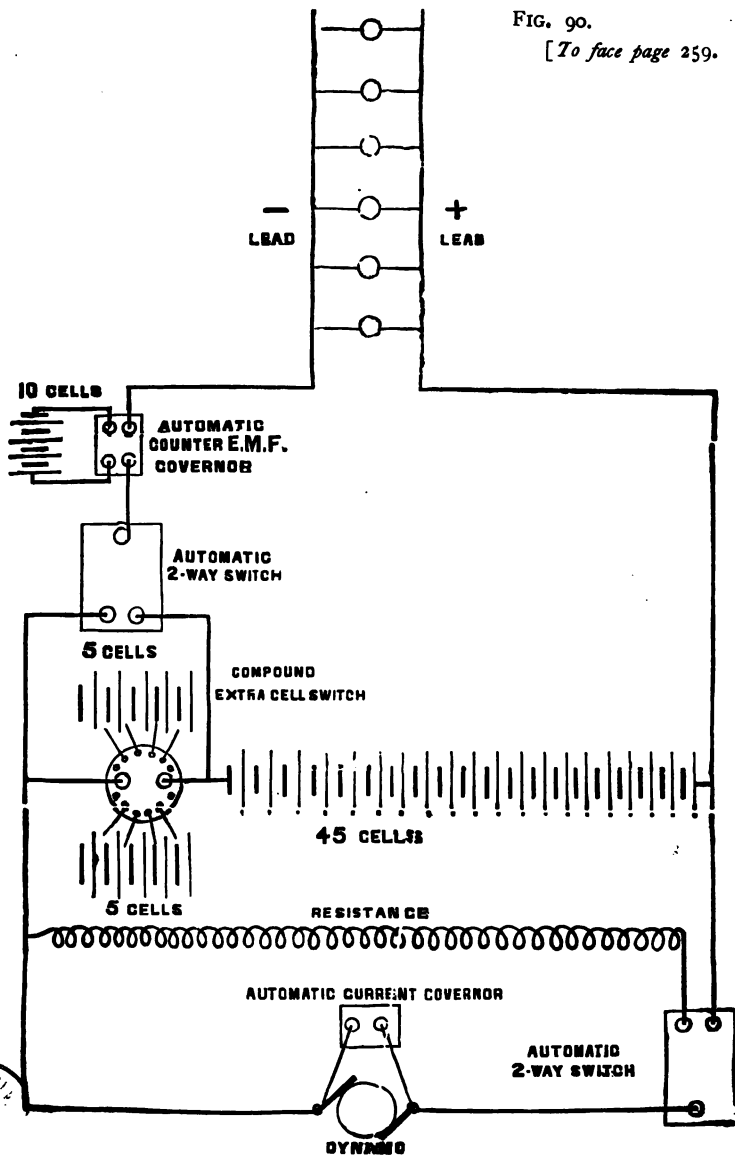 FIG. 90.
[To face page 259.
− +
LEAD LEAD
10 CELLS
AUTOMATIC
COUNTER E.M.F.
GOVERNOR
AUTOMATIC
2-WAY SWITCH
5 CELLS
COMPOUND
EXTRA CELL SWITCH
45 CELLS
5 CELLS
RESISTANCE
AUTOMATIC CURRENT GOVERNOR
AUTOMATIC
2-WAY SWITCH
DYNAMO